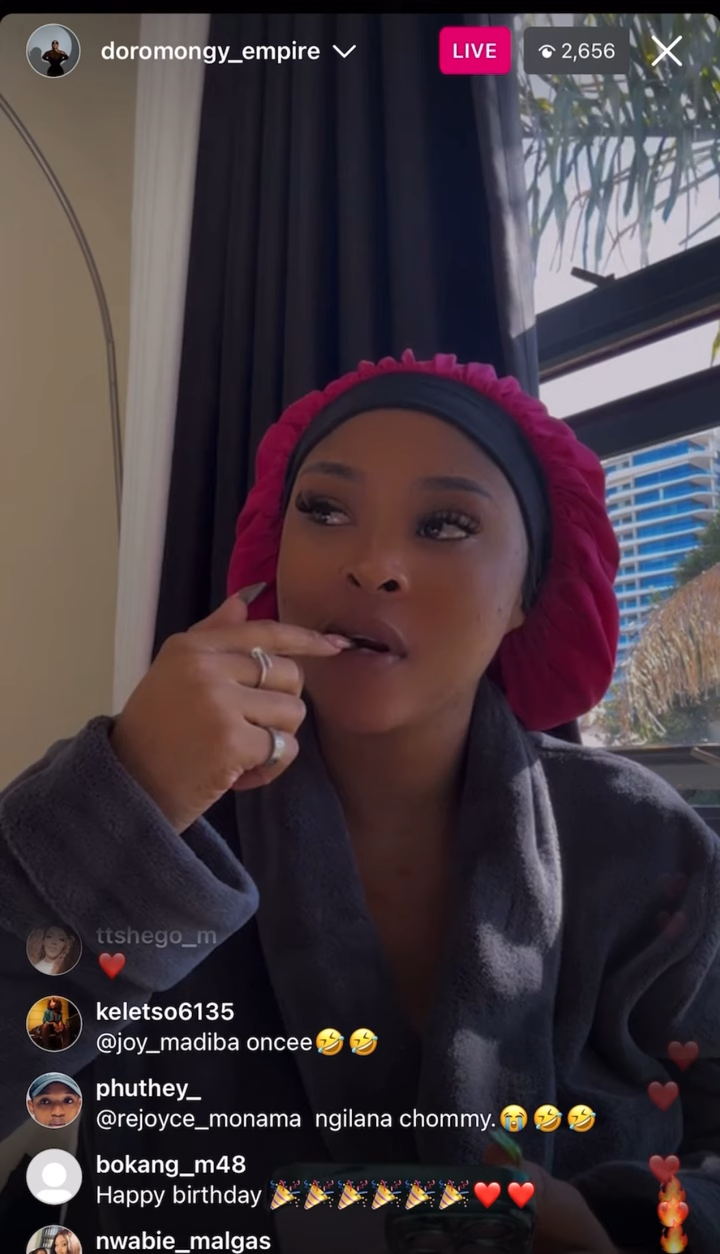 doromongy_empire
LIVE
2,656
ttshego_m
❤️
keletso6135
@joy_madiba oncee🤣🤣
phuthey_
@rejoyce_monama ngilana chommy.😭🤣🤣
bokang_m48
Happy birthday 🎉🎉🎉🎉🎉🎉❤️❤️
nwabie_malgas